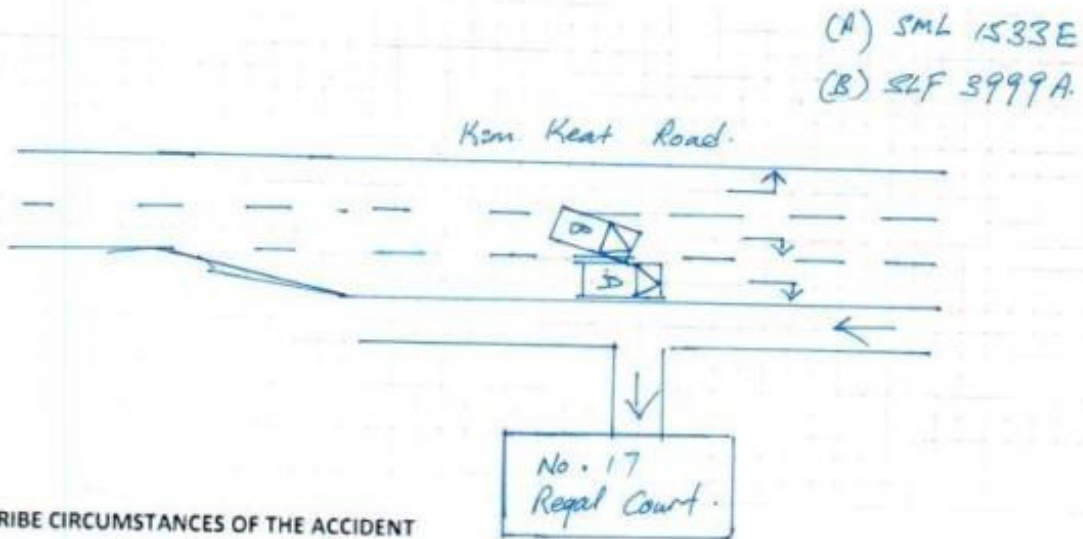 (A) SML 1533E
(B) SLF 3999A.
Kim Keat Road.
B
A
No. 17
Regal Court.
RIBE CIRCUMSTANCES OF THE ACCIDENT